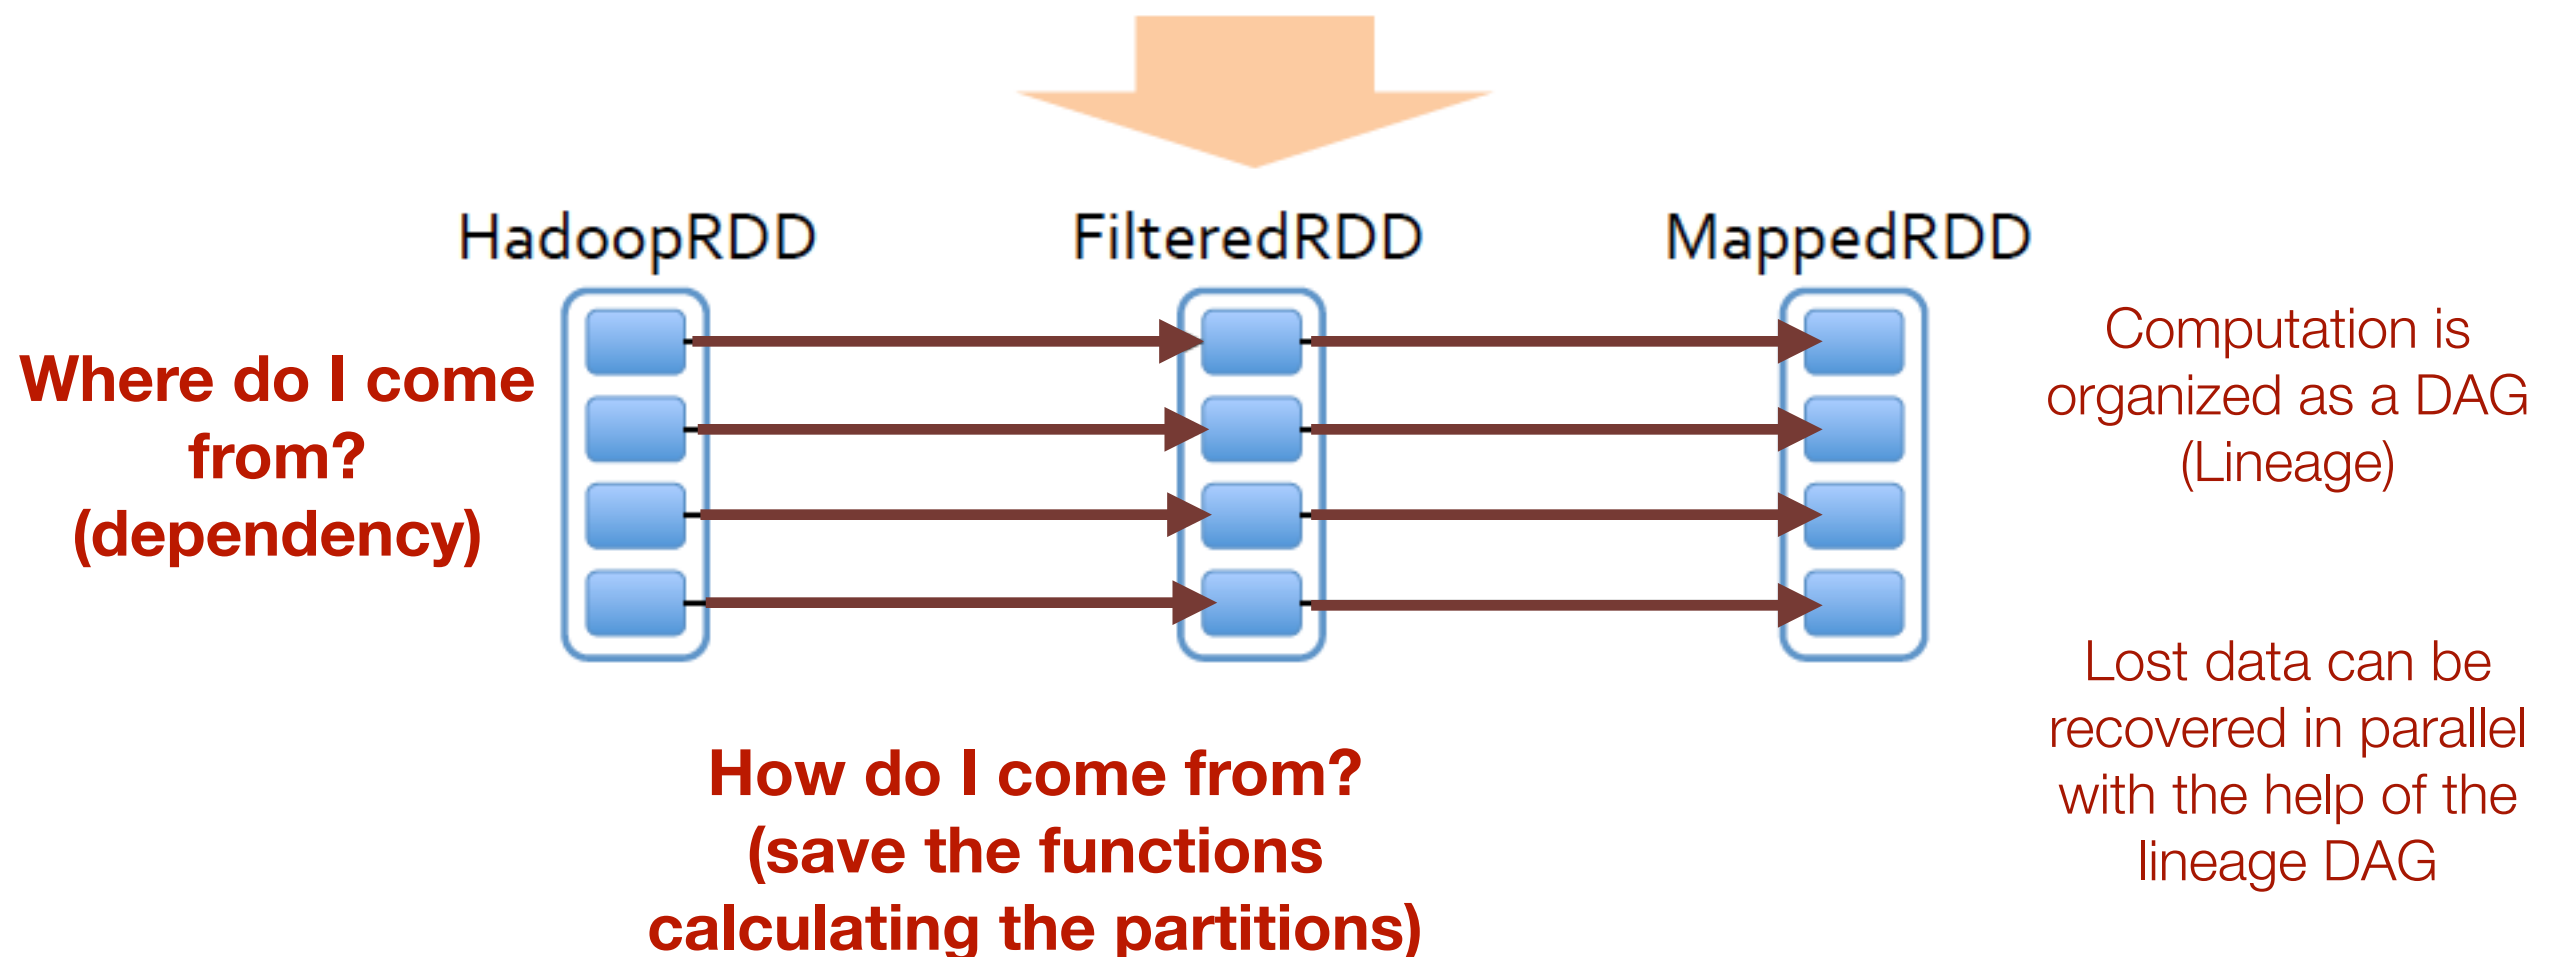 HadoopRDD
FilteredRDD
MappedRDD
Where do I come
from?
(dependency)
Computation is
organized as a DAG
(Lineage)
Lost data can be
recovered in parallel
with the help of the
lineage DAG
How do I come from?
(save the functions
calculating the partitions)